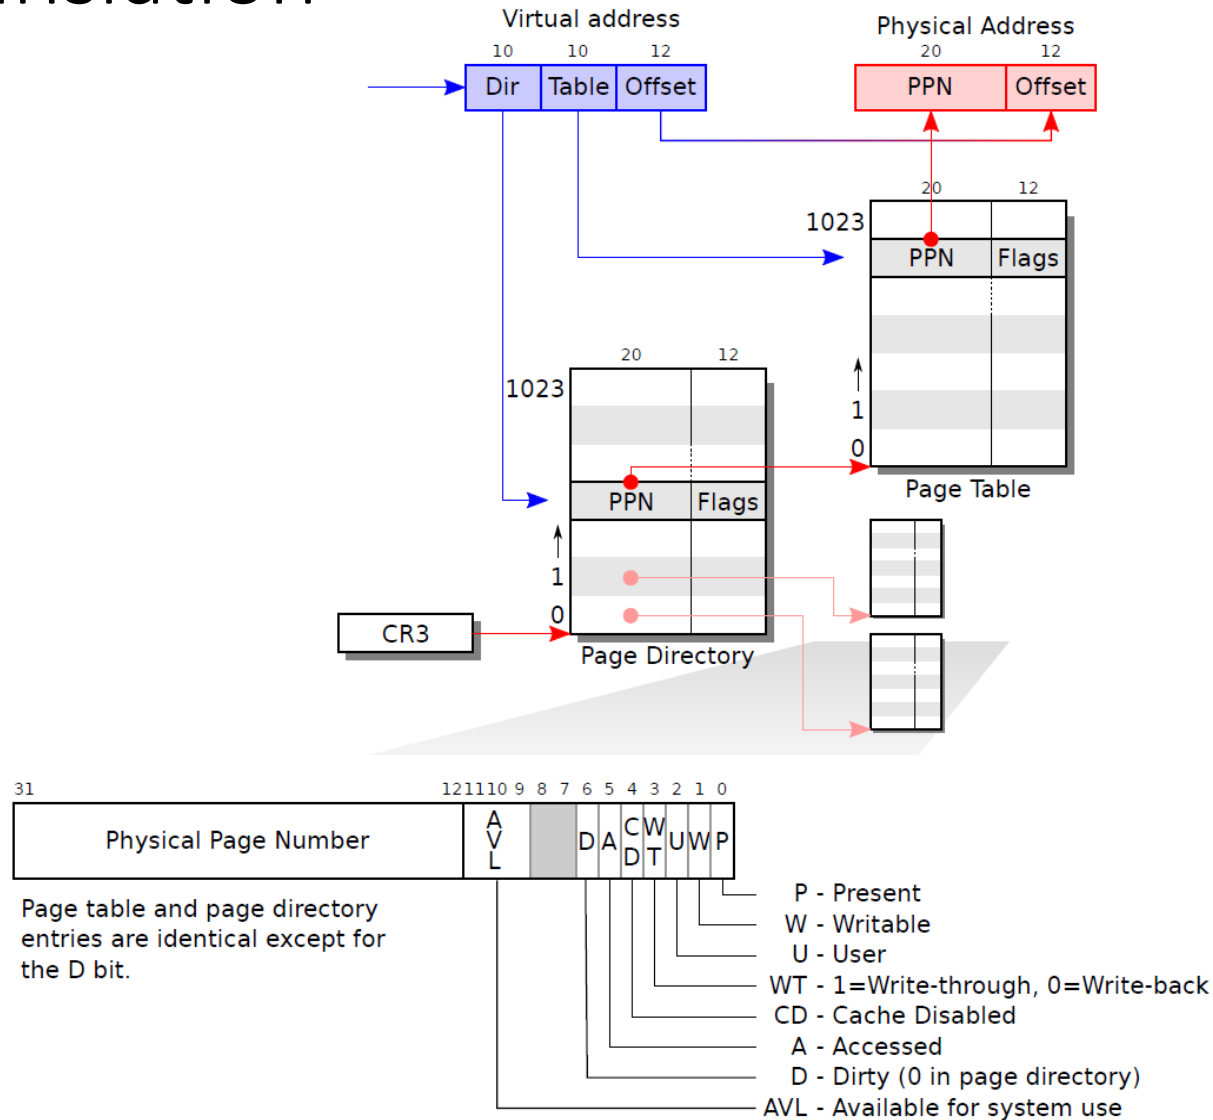 Virtual address
Physical Address
10 10 12
20 12
Dir Table Offset
PPN Offset
20 12
1023
PPN Flags
20 12
1023
1
0
Page Table
PPN Flags
1
0
CR3
Page Directory
31 12 11 10 9 8 7 6 5 4 3 2 1 0
Physical Page Number AVL D A CD WT U W P
P - Present
Page table and page directory
W - Writable
entries are identical except for
U - User
the D bit.
WT - 1=Write-through, 0=Write-back
CD - Cache Disabled
A - Accessed
D - Dirty (0 in page directory)
AVL - Available for system use